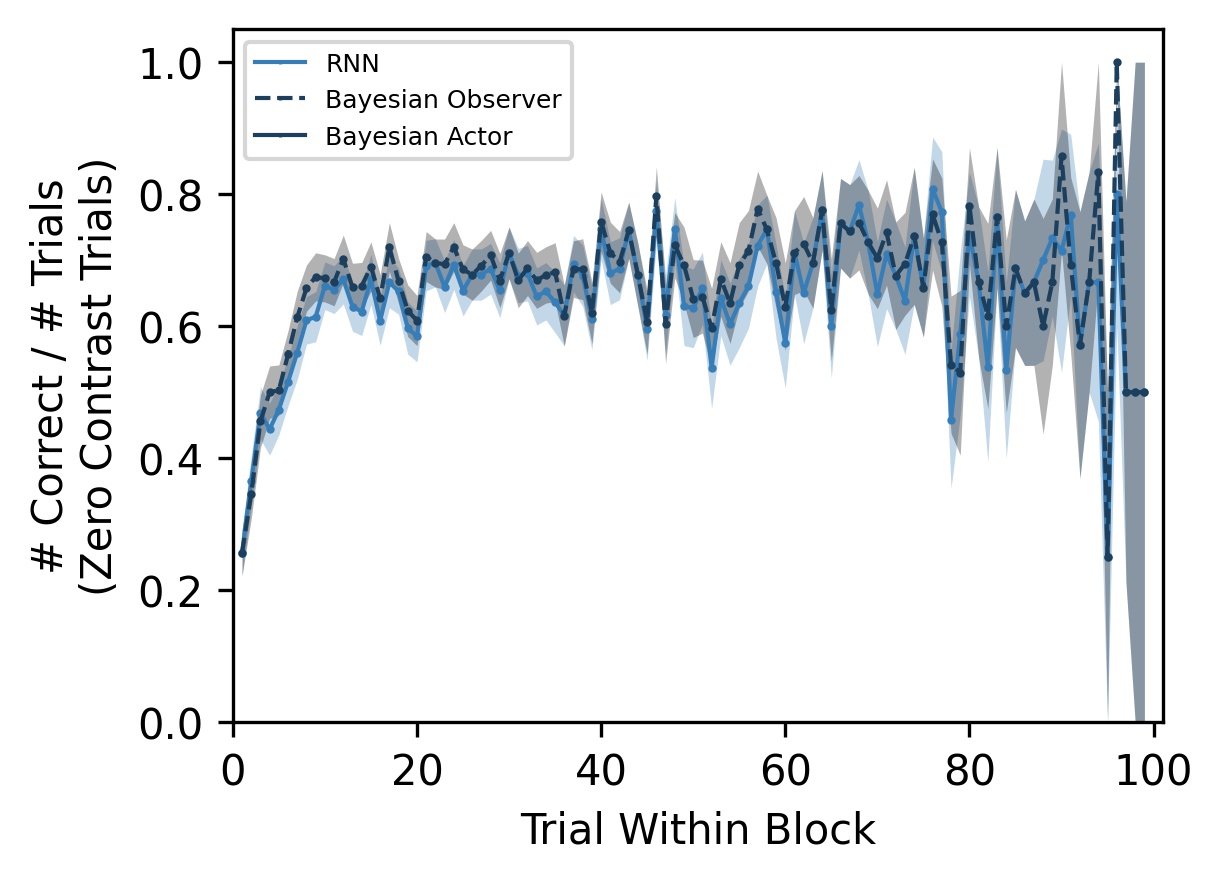 RNN
Bayesian Observer
Bayesian Actor
# Correct / # Trials
(Zero Contrast Trials)
1.0
0.8
0.6
0.4
0.2
0.0
0 20 40 60 80 100
Trial Within Block